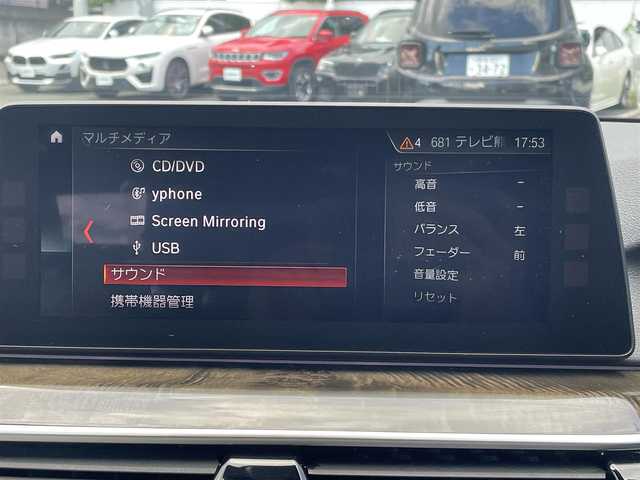 マルチメディア
4 681 テレビ熊 17:53
CD/DVD
yphone
Screen Mirroring
USB
サウンド
携帯機器管理
サウンド
高音 −
低音 −
バランス 左
フェーダー 前
音量設定
リセット